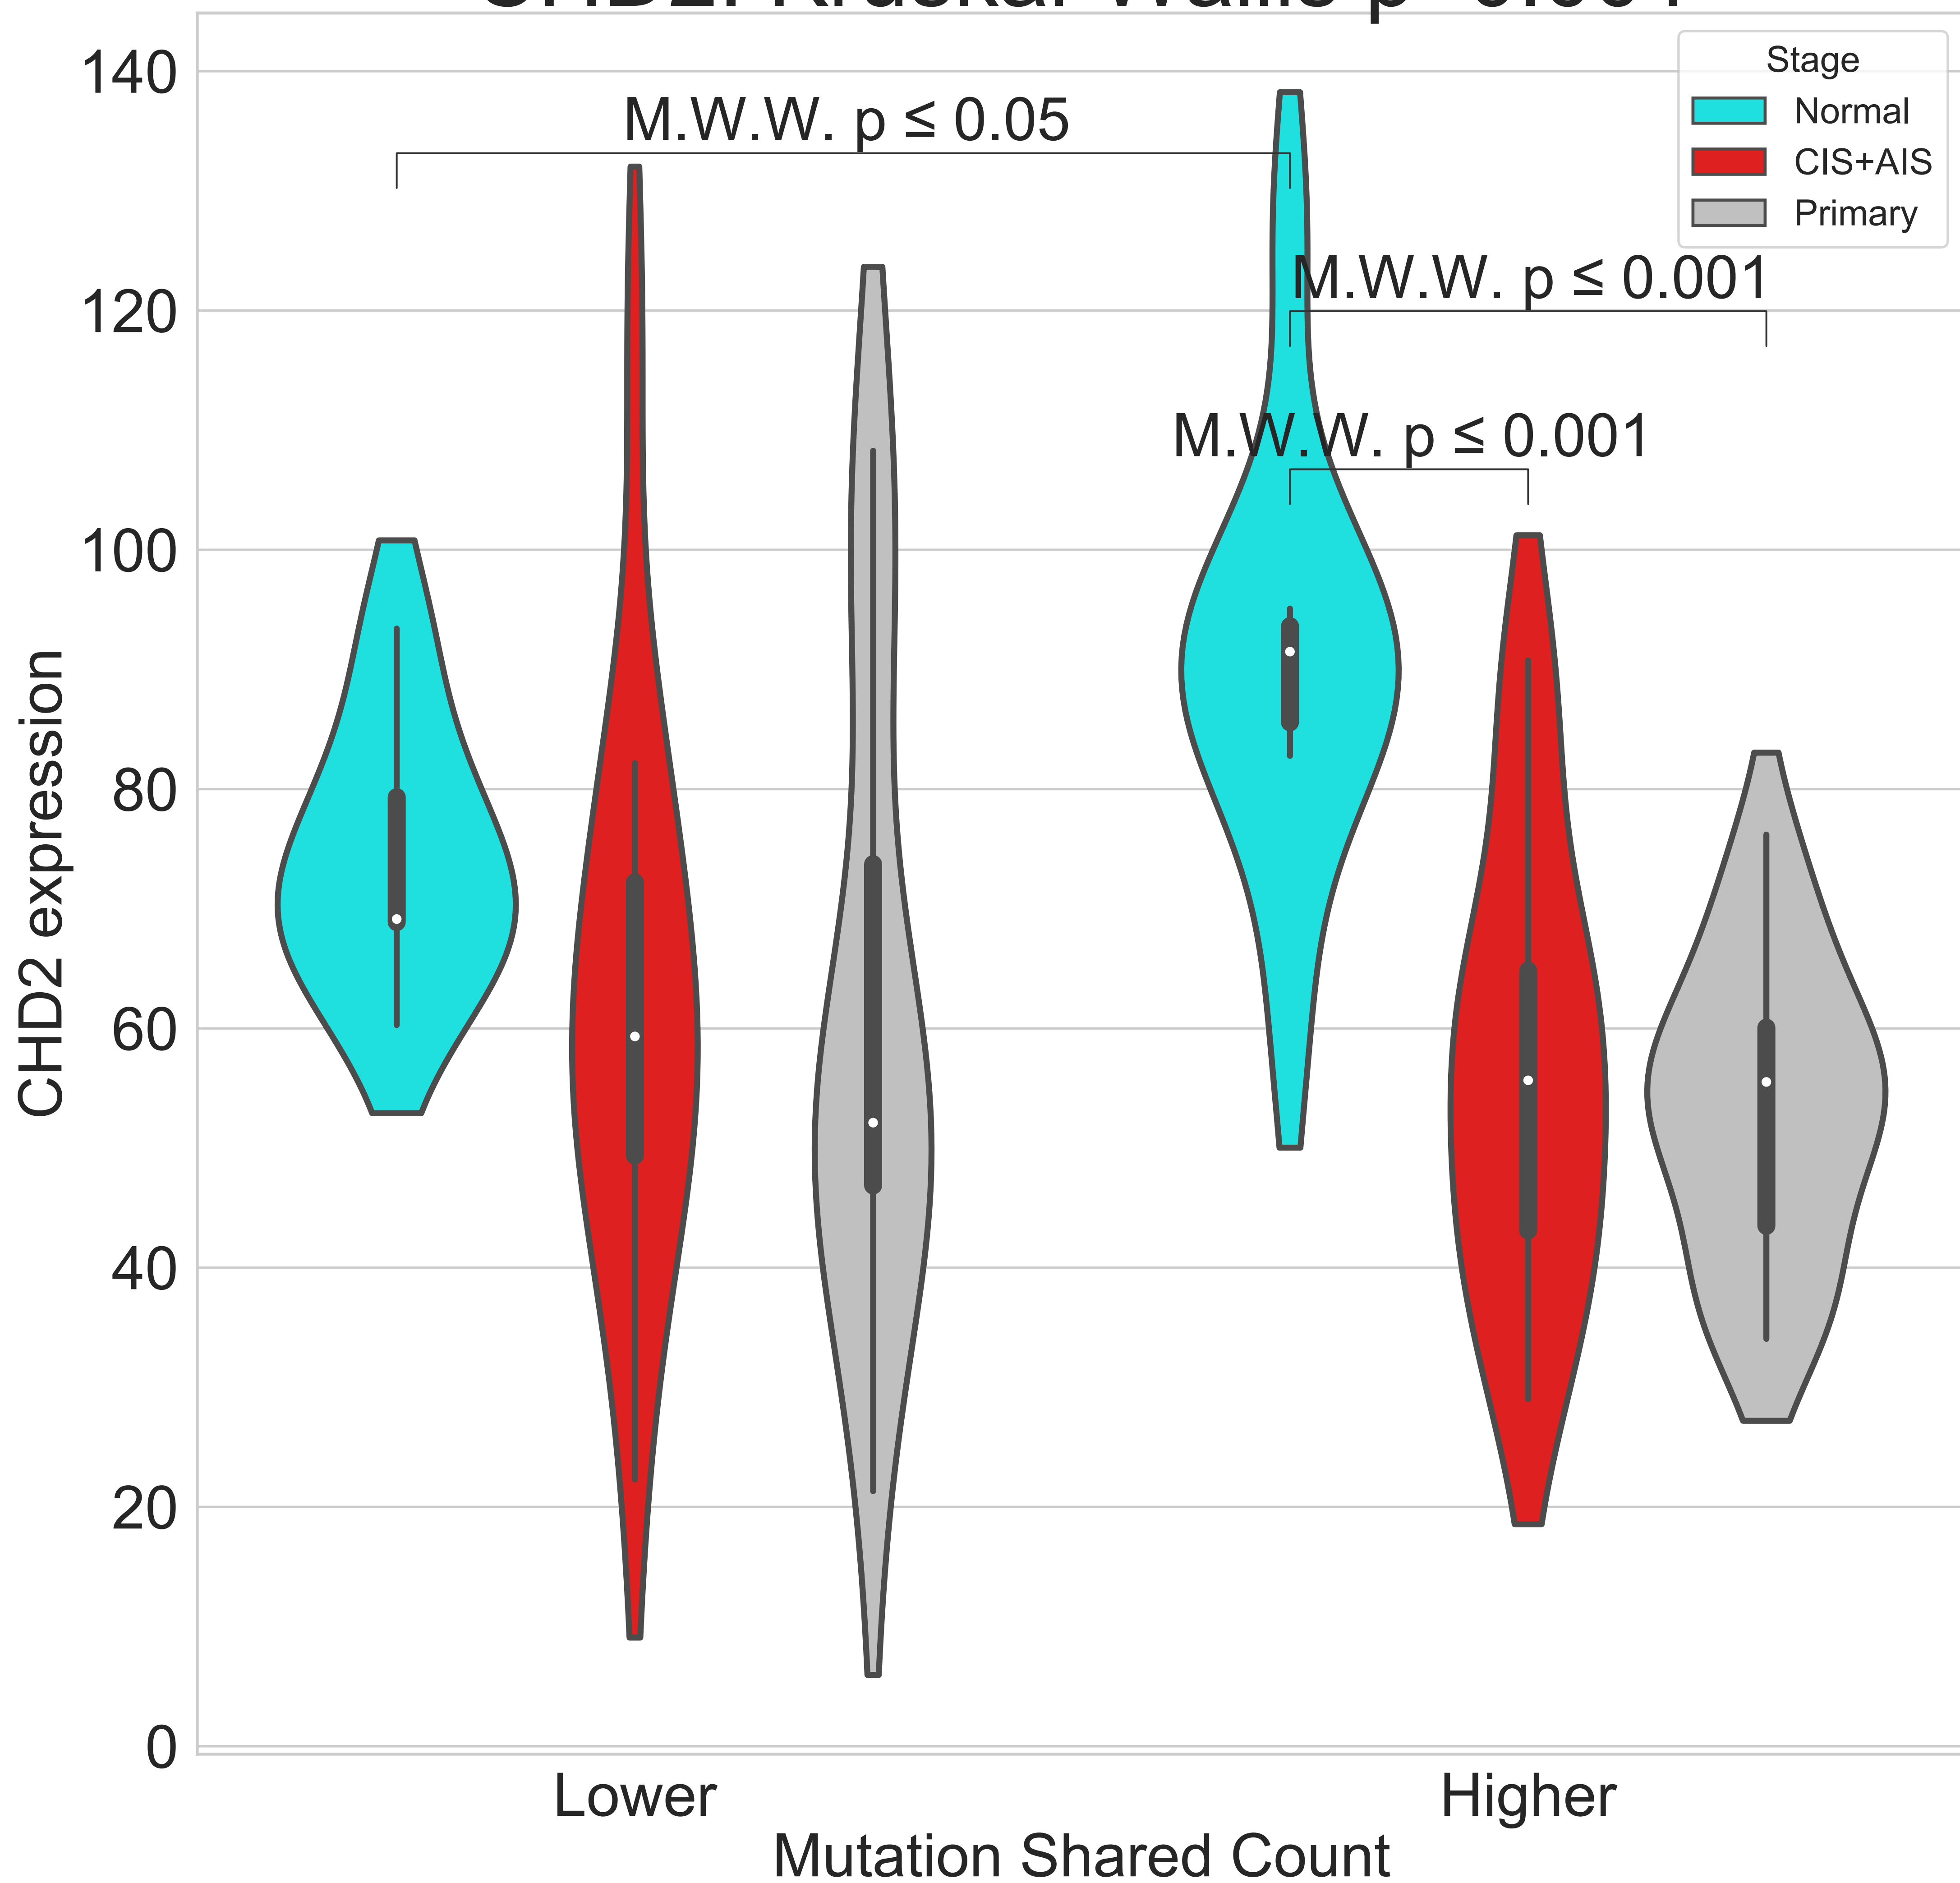 140
120
100
80
60
40
20
0
CHD2 expression
M.W.W. p ≤ 0.05
M.W.W. p ≤ 0.001
M.W.W. p ≤ 0.001
Stage
Normal
CIS+AIS
Primary
Lower
Higher
Mutation Shared Count